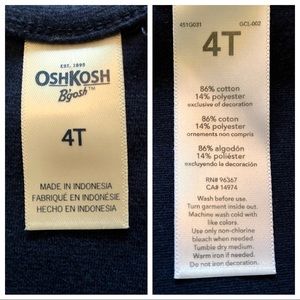 EST. 1895
OSHKOSH
B'gosh™
4T
MADE IN INDONESIA
FABRIQUÉ EN INDONÉSIE
HECHO EN INDONESIA
451G031 GCL-002
4T
86% cotton
14% polyester
exclusive of decoration
86% coton
14% polyester
ornements non compris
86% algodón
14% poliéster
excluyendo la decoración
RN# 96367
CA# 14974
Wash before use.
Turn garment inside out.
Machine wash cold with
like colors.
Use only non-chlorine
bleach when needed.
Tumble dry medium.
Warm iron if needed.
Do not iron decoration.